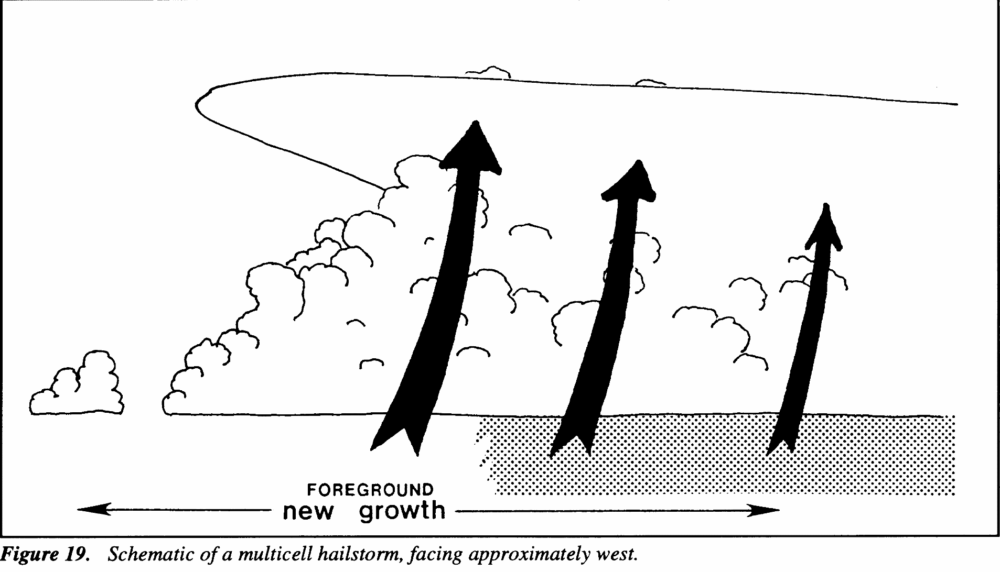 FOREGROUND
new growth
Figure 19. Schematic of a multicell hailstorm, facing approximately west.